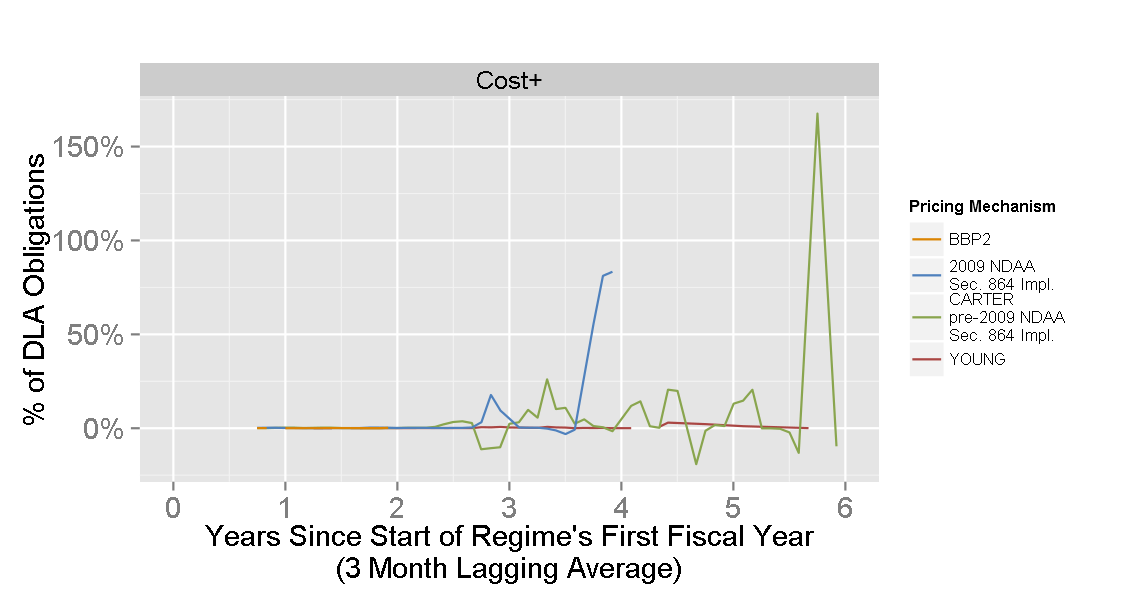 Cost+
% of DLA Obligations
150%
100%
50%
0%
0 1 2 3 4 5 6
Years Since Start of Regime's First Fiscal Year
(3 Month Lagging Average)
Pricing Mechanism
BBP2
2009 NDAA
Sec. 864 Impl.
CARTER
pre-2009 NDAA
Sec. 864 Impl.
YOUNG